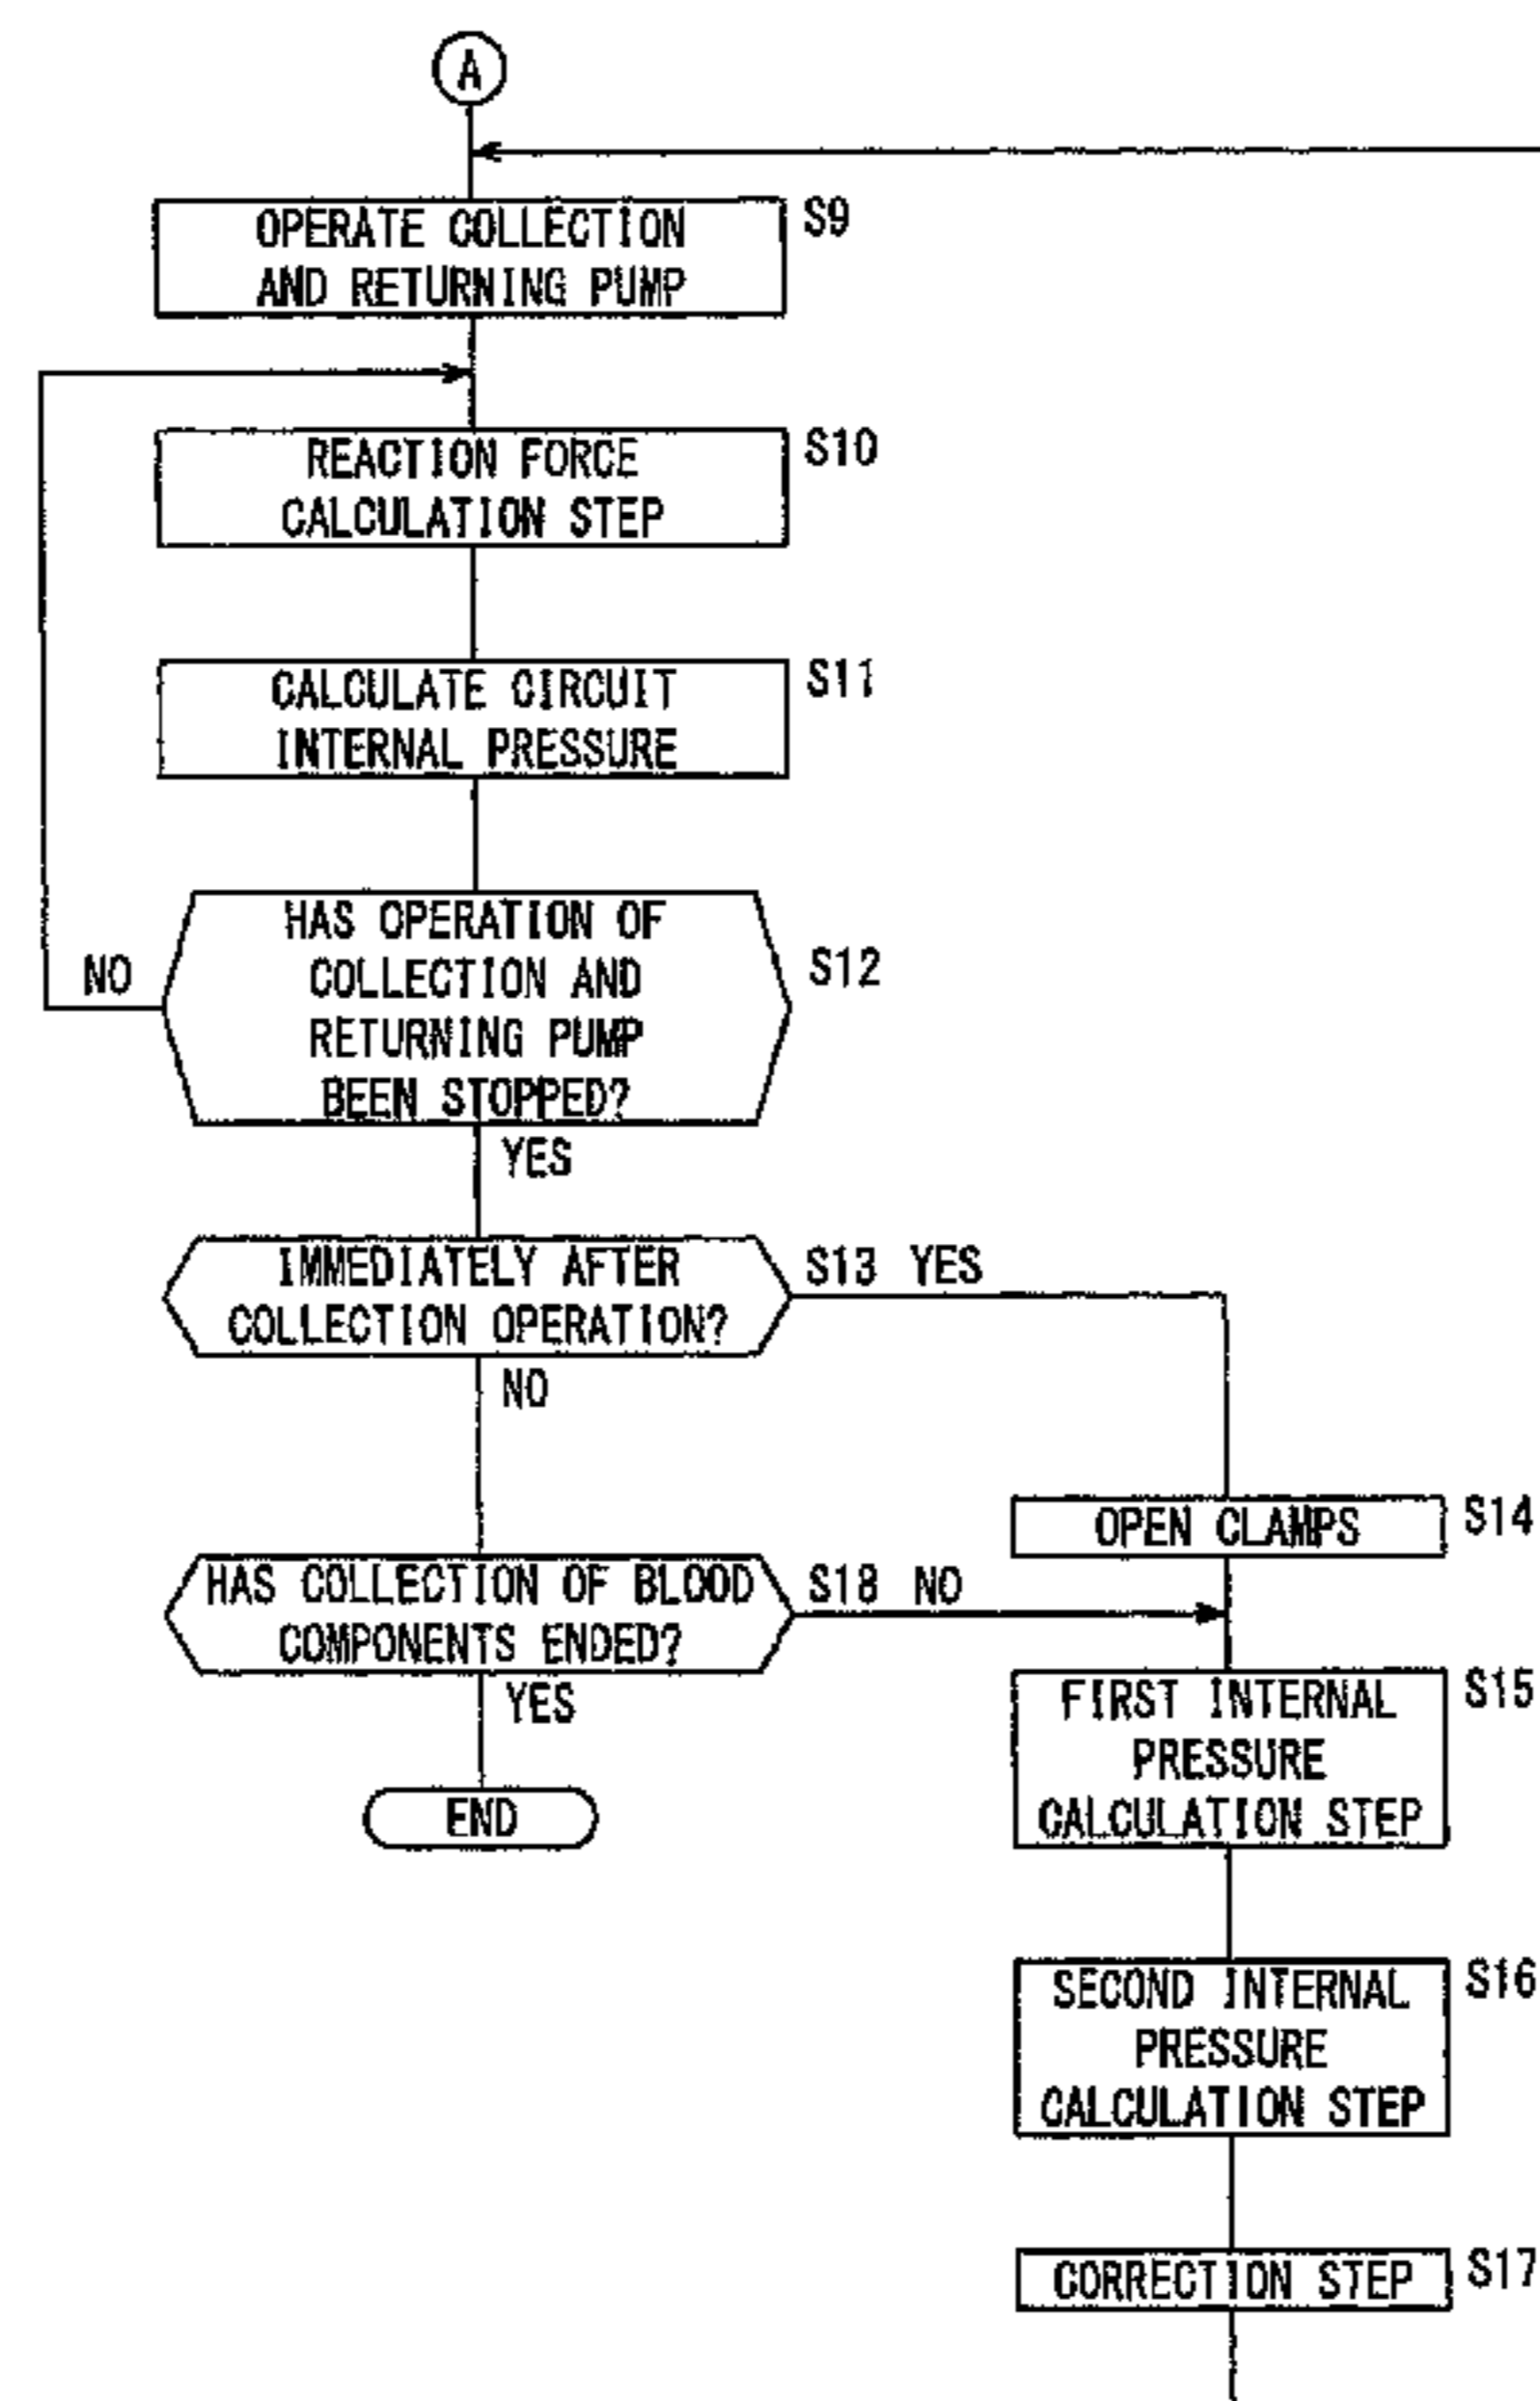 A
OPERATE COLLECTION
AND RETURNING PUMP
S9
REACTION FORCE
CALCULATION STEP
S10
CALCULATE CIRCUIT
INTERNAL PRESSURE
S11
HAS OPERATION OF
COLLECTION AND
RETURNING PUMP
BEEN STOPPED?
S12
NO
YES
IMMEDIATELY AFTER
COLLECTION OPERATION?
S13 YES
NO
OPEN CLAMPS
S14
HAS COLLECTION OF BLOOD
COMPONENTS ENDED?
S18 NO
YES
END
FIRST INTERNAL
PRESSURE
CALCULATION STEP
S15
SECOND INTERNAL
PRESSURE
CALCULATION STEP
S16
CORRECTION STEP
S17